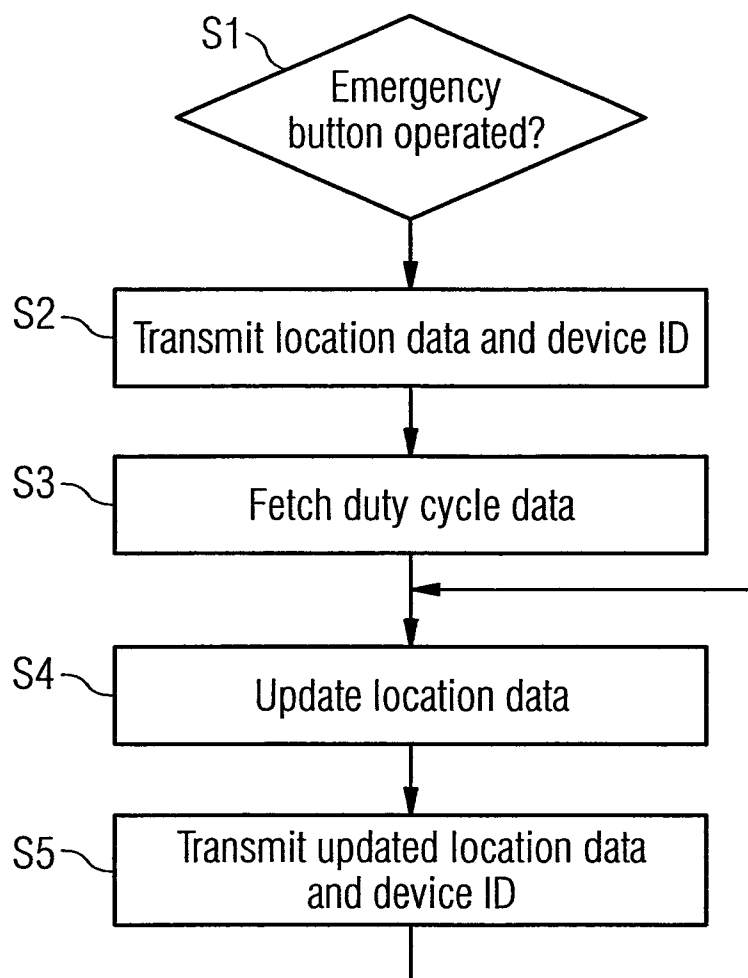 S1
Emergency
button operated?
S2
Transmit location data and device ID
S3
Fetch duty cycle data
S4
Update location data
S5
Transmit updated location data
and device ID